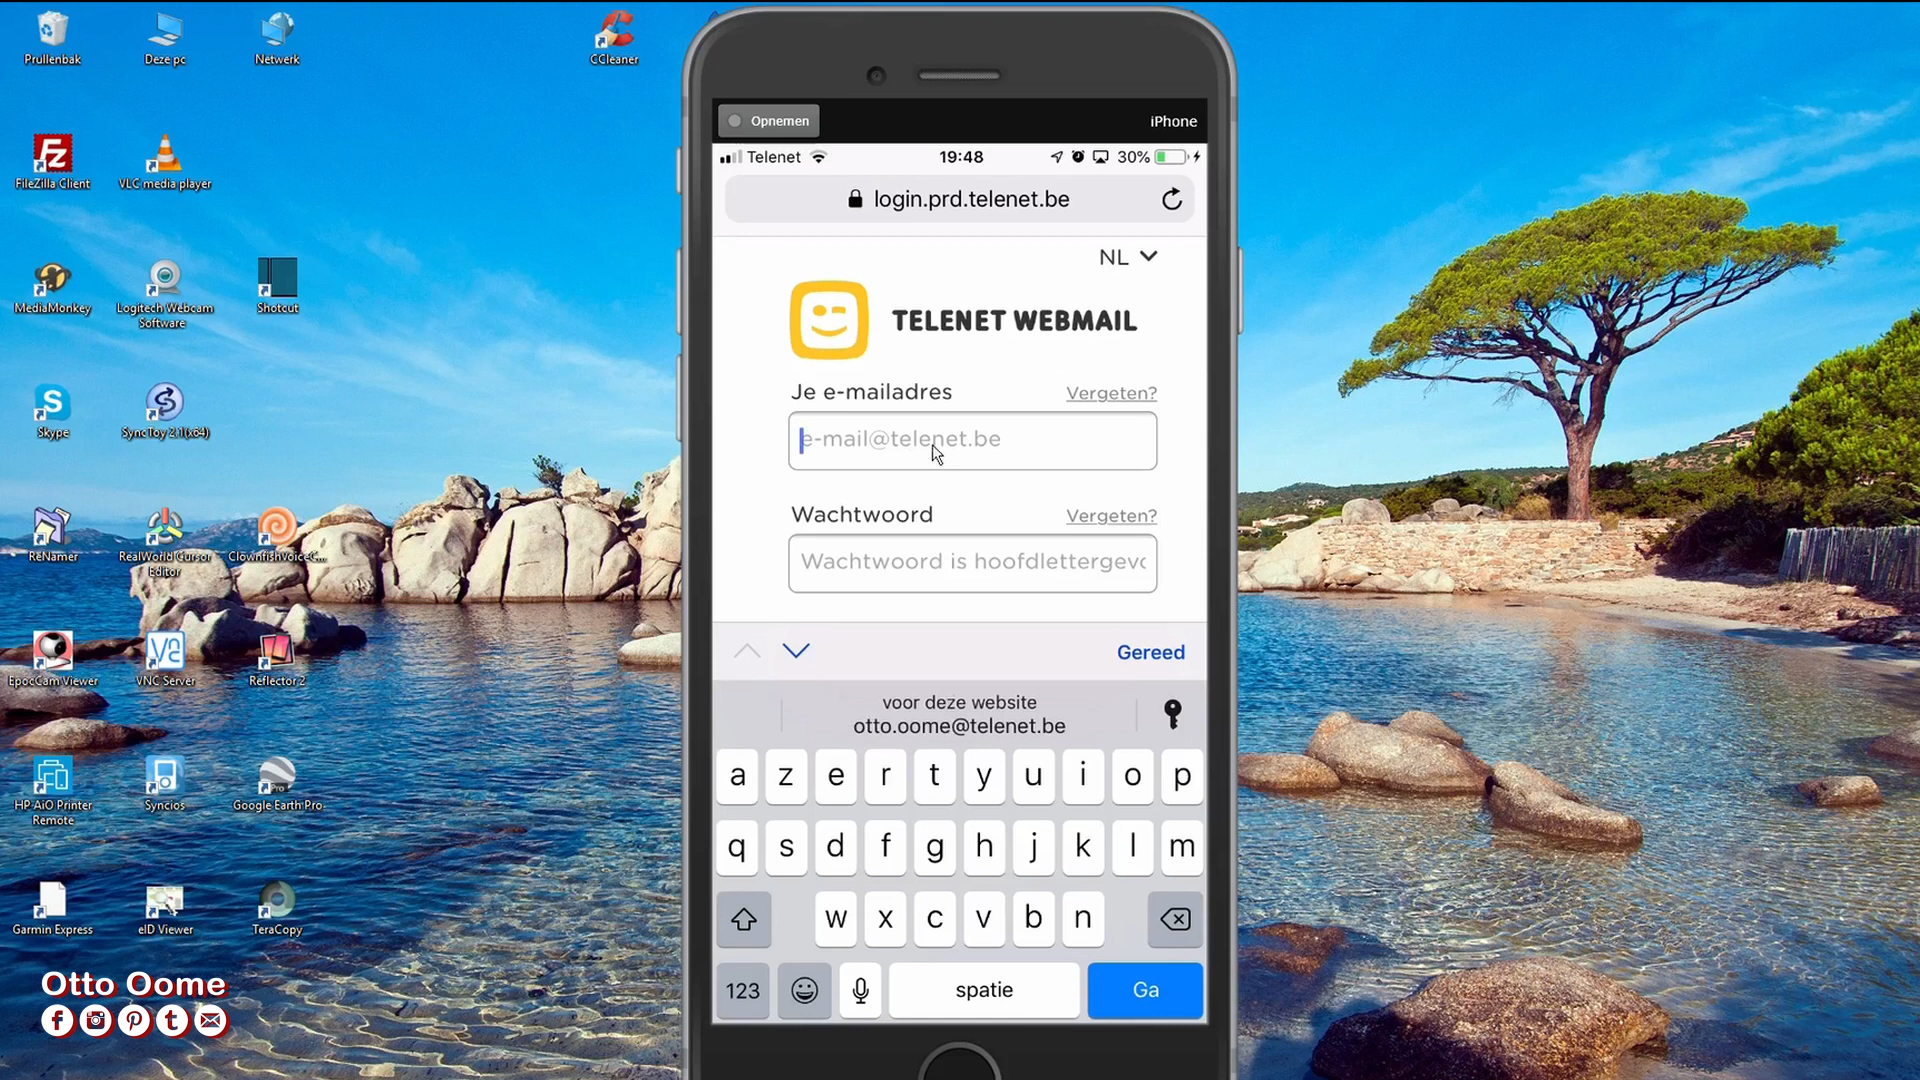 Prullenbak
Deze pc
Netwerk
CCleaner
FileZilla Client
VLC media player
MediaMonkey
Logitech Webcam
Software
Shotcut
Skype
SyncToy 2.1(x64)
ReNamer
RealWorld Cursor
Editor
ClownfishVoiceC...
EpocCam Viewer
VNC Server
Reflector 2
HP AiO Printer
Remote
Syncios
Google Earth Pro
Garmin Express
eID Viewer
TeraCopy
Otto Oome
Opnemen
iPhone
Telenet
19:48
30%
login.prd.telenet.be
NL
TELENET WEBMAIL
Je e-mailadres
Vergeten?
e-mail@telenet.be
Wachtwoord
Vergeten?
Wachtwoord is hoofdlettergevo
Gereed
voor deze website
otto.oome@telenet.be
a z e r t y u i o p
q s d f g h j k l m
w x c v b n
123
spatie
Ga